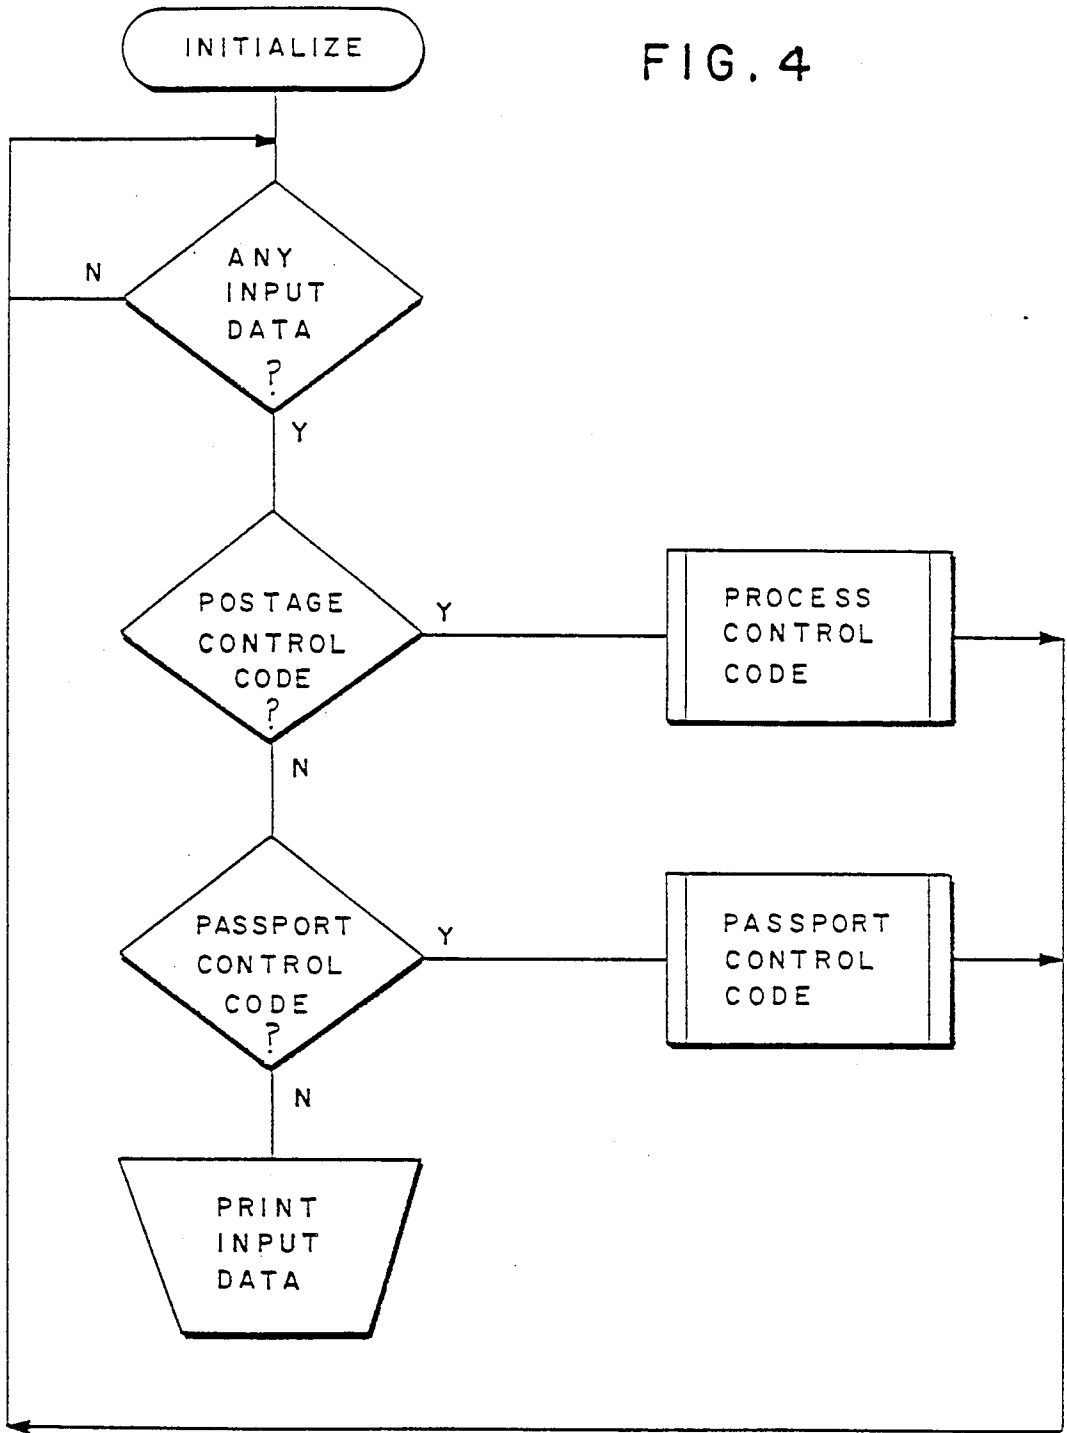 INITIALIZE
FIG. 4
N
ANY
INPUT
DATA
?
Y
POSTAGE
CONTROL
CODE
?
Y
PROCESS
CONTROL
CODE
N
PASSPORT
CONTROL
CODE
?
Y
PASSPORT
CONTROL
CODE
N
PRINT
INPUT
DATA